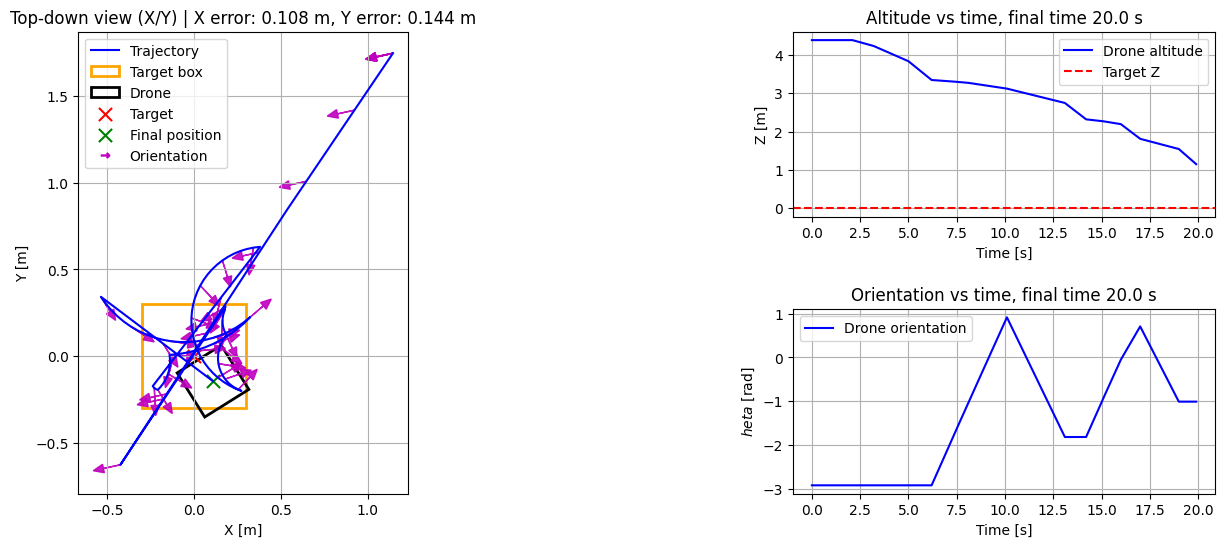 Top-down view (X/Y) | X error: 0.108 m, Y error: 0.144 m
Trajectory
Target box
Drone
Target
Final position
Orientation
1.5
1.0
0.5
0.0
−0.5
−0.5
0.0
0.5
1.0
Y [m]
X [m]
Altitude vs time, final time 20.0 s
Drone altitude
Target Z
4
3
2
1
0
0.0
2.5
5.0
7.5
10.0
12.5
15.0
17.5
20.0
Z [m]
Time [s]
Orientation vs time, final time 20.0 s
Drone orientation
1
0
−1
−2
−3
0.0
2.5
5.0
7.5
10.0
12.5
15.0
17.5
20.0
heta [rad]
Time [s]